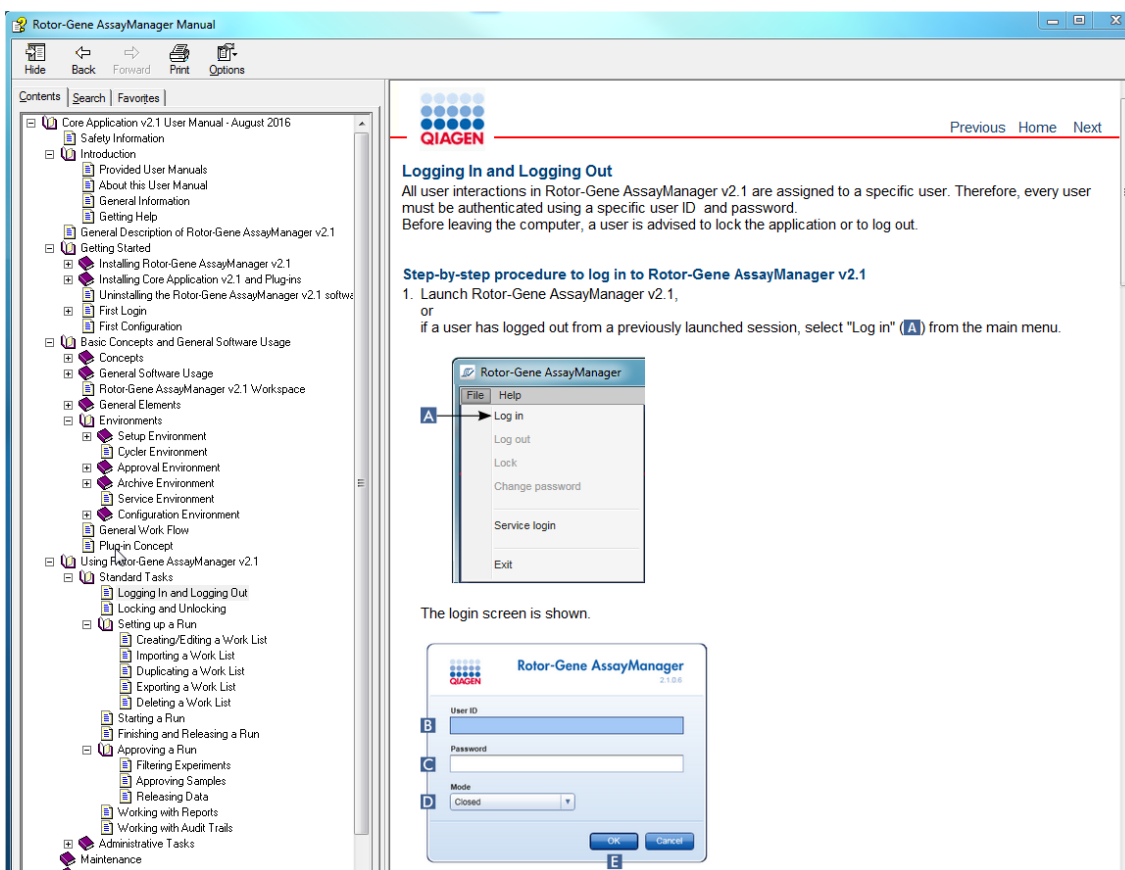 Rotor-Gene AssayManager Manual
Hide Back Forward Print Options
Contents Search Favorites
Core Application v2.1 User Manual - August 2016
Safety Information
Introduction
Provided User Manuals
About this User Manual
General Information
Getting Help
General Description of Rotor-Gene AssayManager v2.1
Getting Started
Installing Rotor-Gene AssayManager v2.1
Installing Core Application v2.1 and Plug-ins
Uninstalling the Rotor-Gene AssayManager v2.1 softwa
First Login
First Configuration
Basic Concepts and General Software Usage
Concepts
General Software Usage
Rotor-Gene AssayManager v2.1 Workspace
General Elements
Environments
Setup Environment
Cycler Environment
Approval Environment
Archive Environment
Service Environment
Configuration Environment
General Work Flow
Plug-in Concept
Using Rotor-Gene AssayManager v2.1
Standard Tasks
Logging In and Logging Out
Locking and Unlocking
Setting up a Run
Creating/Editing a Work List
Importing a Work List
Duplicating a Work List
Exporting a Work List
Deleting a Work List
Starting a Run
Finishing and Releasing a Run
Approving a Run
Filtering Experiments
Approving Samples
Releasing Data
Working with Reports
Working with Audit Trails
Administrative Tasks
Maintenance
QIAGEN
Previous Home Next
Logging In and Logging Out
All user interactions in Rotor-Gene AssayManager v2.1 are assigned to a specific user. Therefore, every user
must be authenticated using a specific user ID and password.
Before leaving the computer, a user is advised to lock the application or to log out.
Step-by-step procedure to log in to Rotor-Gene AssayManager v2.1
1. Launch Rotor-Gene AssayManager v2.1,
or
if a user has logged out from a previously launched session, select "Log in" (A) from the main menu.
Rotor-Gene AssayManager
File Help
A Log in
Log out
Lock
Change password
Service login
Exit
The login screen is shown.
QIAGEN Rotor-Gene AssayManager
2.1.0.6
User ID
B
Password
C
Mode
D Closed
OK Cancel
E